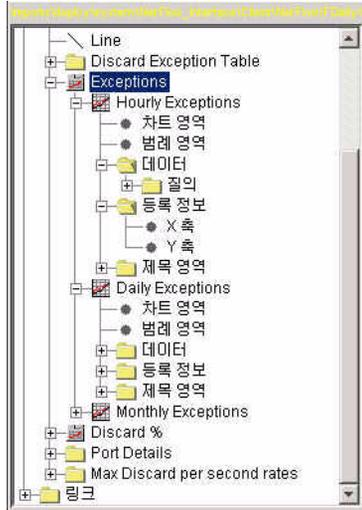 Line
Discard Exception Table
Exceptions
Hourly Exceptions
차트 영역
범례 영역
데이터
질의
등록 정보
X 축
Y 축
제목 영역
Daily Exceptions
차트 영역
범례 영역
데이터
등록 정보
제목 영역
Monthly Exceptions
Discard %
Port Details
Max Discard per second rates
링크